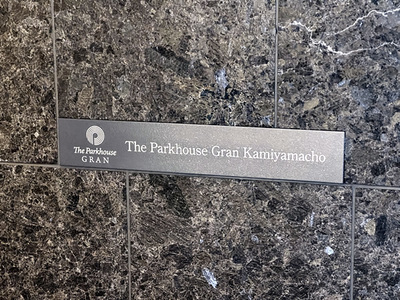 The Parkhouse
GRAN
The Parkhouse Gran Kamiyamacho